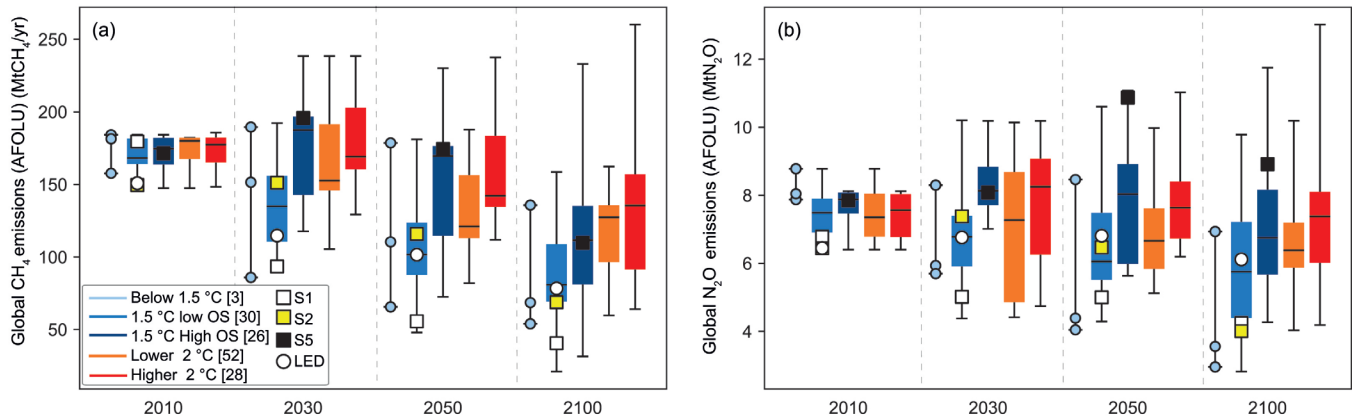 (a)
Global CH₄ emissions (AFOLU) (MtCH₄/yr)
250
200
150
100
50
Below 1.5 °C [3]
1.5 °C low OS [30]
1.5 °C High OS [26]
Lower 2 °C [52]
Higher 2 °C [28]
S1
S2
S5
LED
2010
2030
2050
2100
(b)
Global N₂O emissions (AFOLU) (MtN₂O)
12
10
8
6
4
2010
2030
2050
2100